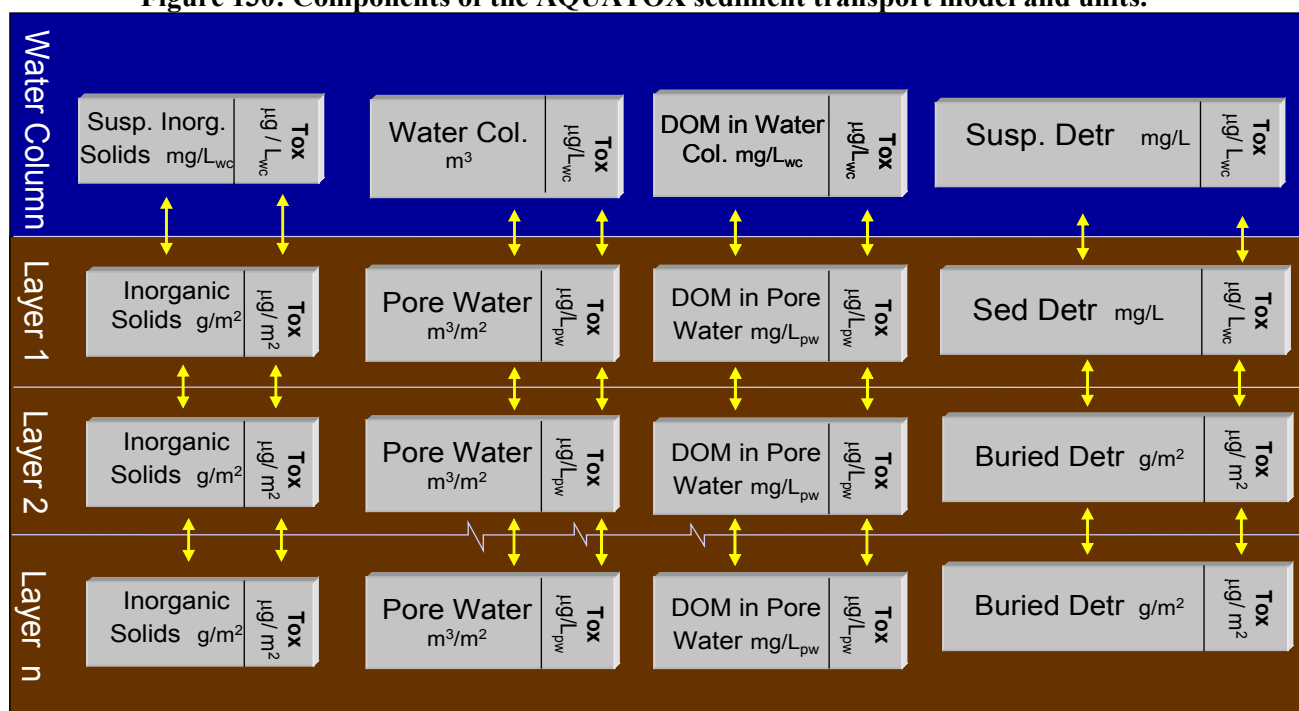 Figure 150: Components of the AQUATOX sediment transport model and units.
Water Column
Susp. Inorg.
Solids mg/Lwc
Tox
µg / Lwc
Water Col.
m³
Tox
µg/Lwc
DOM in Water
Col. mg/Lwc
Tox
µg/Lwc
Susp. Detr mg/L
Tox
µg/ Lwc
Layer 1
Inorganic
Solids g/m²
Tox
µg/ m²
Pore Water
m³/m²
Tox
µg/Lpw
DOM in Pore
Water mg/Lpw
Tox
µg/Lpw
Sed Detr mg/L
Tox
µg/ Lwc
Layer 2
Inorganic
Solids g/m²
Tox
µg/ m²
Pore Water
m³/m²
Tox
µg/Lpw
DOM in Pore
Water mg/Lpw
Tox
µg/Lpw
Buried Detr g/m²
Tox
µg/ m²
Layer n
Inorganic
Solids g/m²
Tox
µg/ m²
Pore Water
m³/m²
Tox
µg/Lpw
DOM in Pore
Water mg/Lpw
Tox
µg/Lpw
Buried Detr g/m²
Tox
µg/ m²